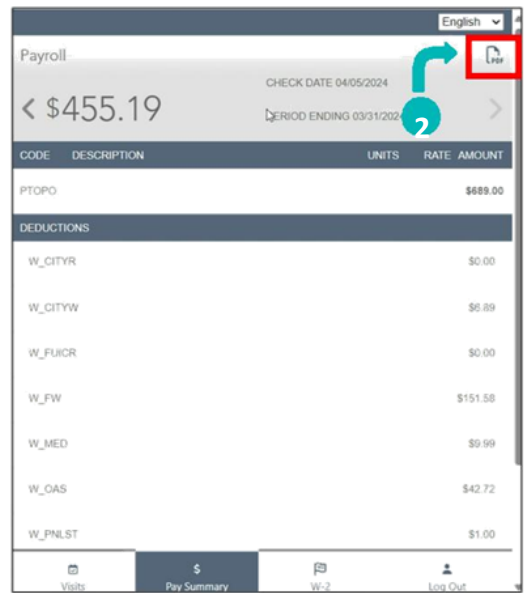 English
Payroll
PDF
CHECK DATE 04/05/2024
$455.19
PERIOD ENDING 03/31/2024
2
CODE DESCRIPTION UNITS RATE AMOUNT
PTOPO $689.00
DEDUCTIONS
W_CITYR $0.00
W_CITYW $6.89
W_FUICR $0.00
W_FW $151.58
W_MED $9.99
W_OAS $42.72
W_PNLST $1.00
$
Visits Pay Summary W-2 Log Out